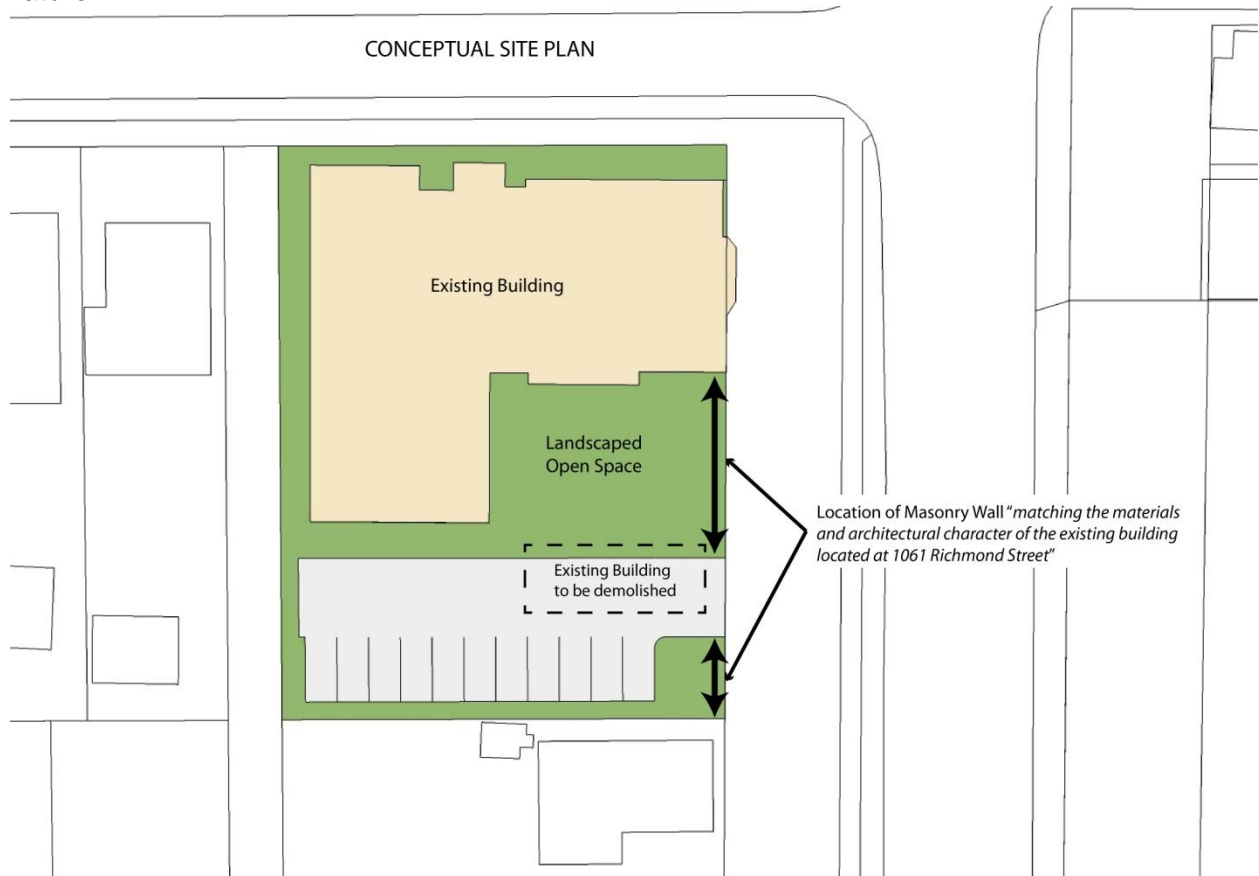 CONCEPTUAL SITE PLAN
Existing Building
Landscaped
Open Space
Location of Masonry Wall “matching the materials
and architectural character of the existing building
located at 1061 Richmond Street”
Existing Building
to be demolished